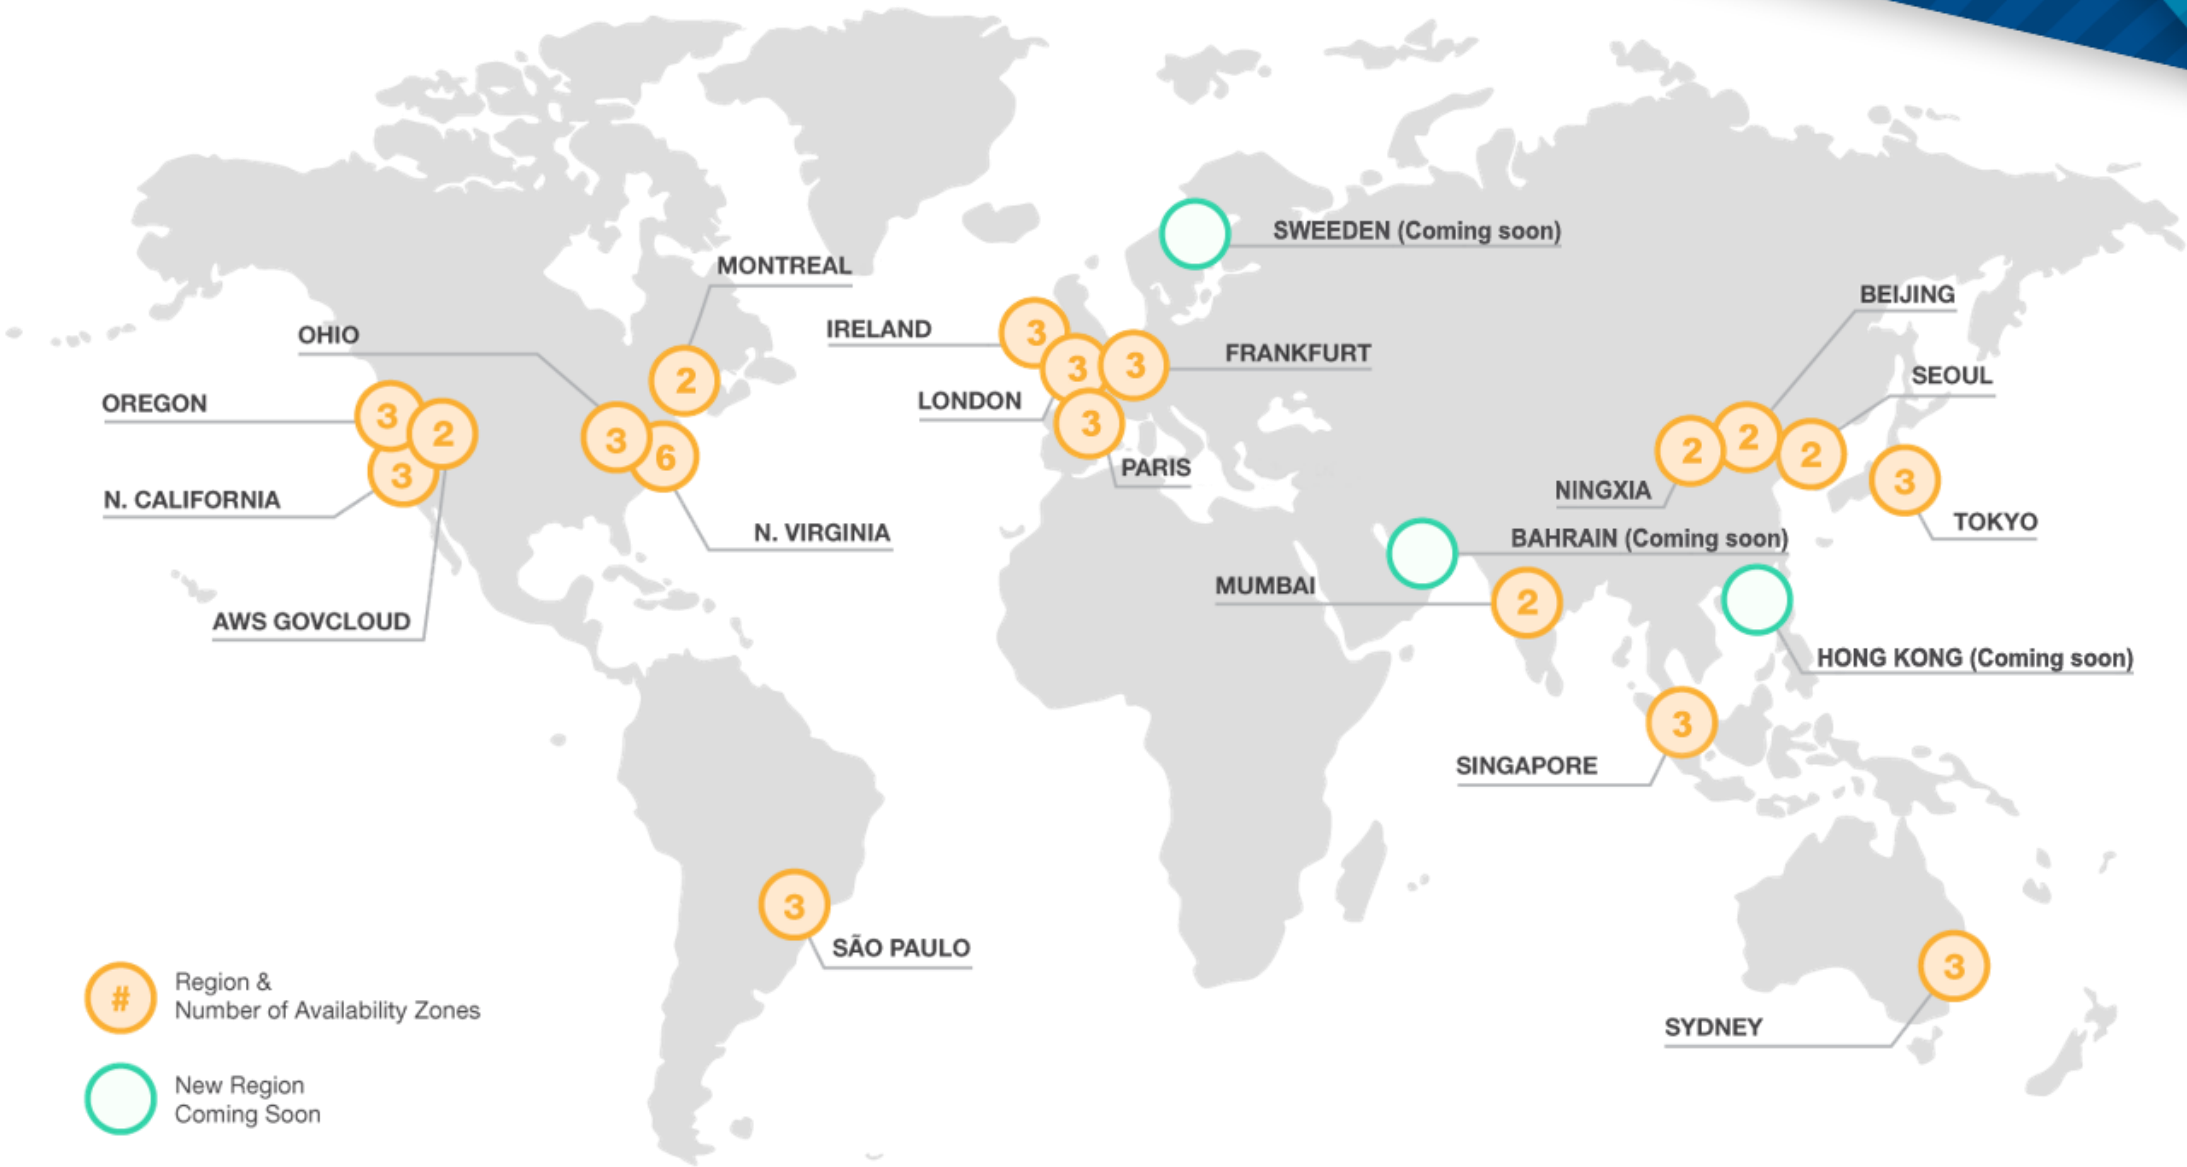 SWEEDEN (Coming soon)
MONTREAL
BEIJING
IRELAND
3
OHIO
FRANKFURT
3
3
SEOUL
2
LONDON
OREGON
3
2
3
3
6
3
PARIS
2
2
2
3
N. CALIFORNIA
NINGXIA
TOKYO
N. VIRGINIA
BAHRAIN (Coming soon)
MUMBAI
2
AWS GOVCLOUD
HONG KONG (Coming soon)
3
SINGAPORE
3
SÃO PAULO
3
SYDNEY
#
Region &
Number of Availability Zones
New Region
Coming Soon